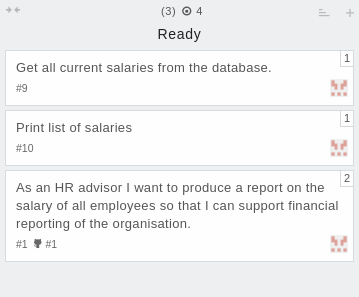 (3) 4
Ready
1
Get all current salaries from the database.
#9
1
Print list of salaries
#10
2
As an HR advisor I want to produce a report on the
salary of all employees so that I can support financial
reporting of the organisation.
#1 #1